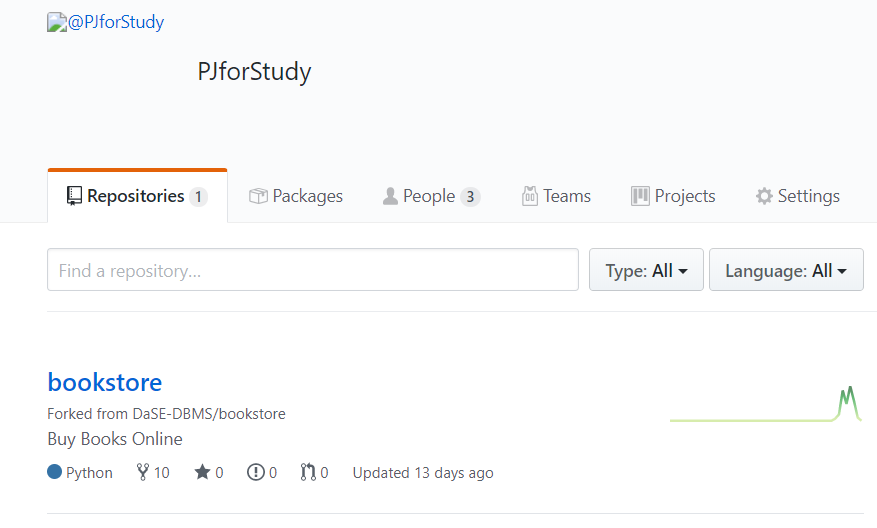 @PJforStudy
PJforStudy
Repositories 1 Packages People 3 Teams Projects Settings
Find a repository...
Type: All Language: All
bookstore
Forked from DaSE-DBMS/bookstore
Buy Books Online
Python 10 0 0 0 Updated 13 days ago